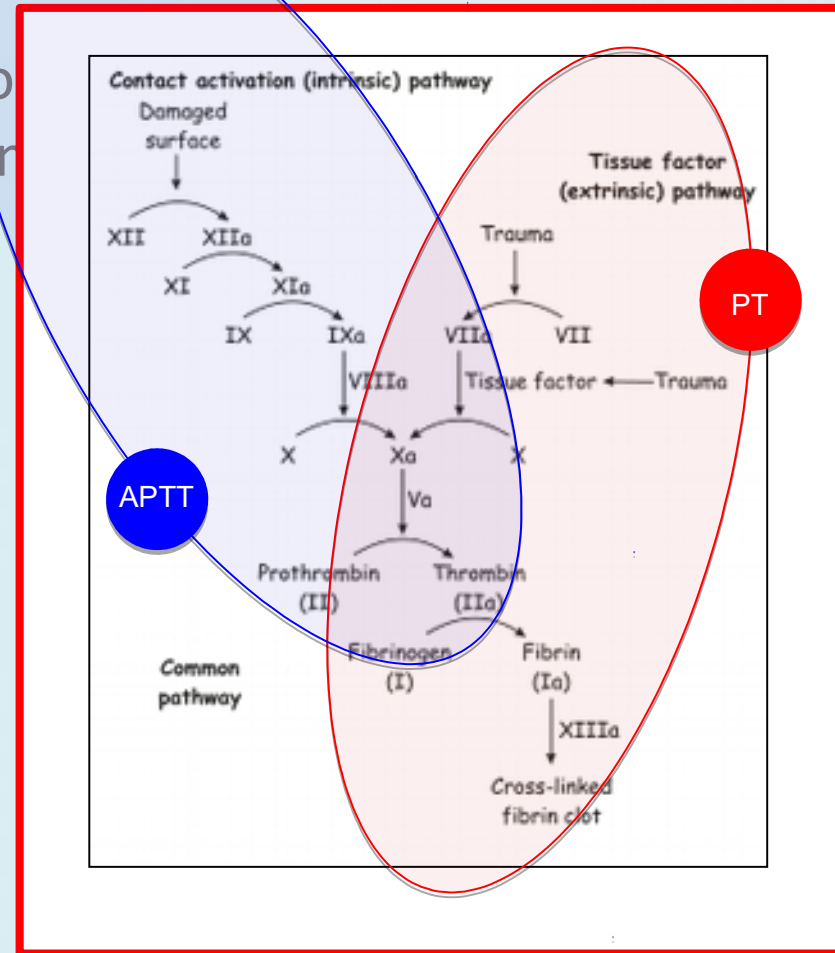 Contact activation (intrinsic) pathway
Damaged
surface
Tissue factor
(extrinsic) pathway
Trauma
XII XIIa
XI XIa
IX IXa VIIa VII
PT
VIIIa Tissue factor Trauma
X Xa X
APTT
Va
Prothrombin Thrombin
(II) (IIa)
Fibrinogen Fibrin
(I) (Ia)
Common
pathway
XIIIa
Cross-linked
fibrin clot